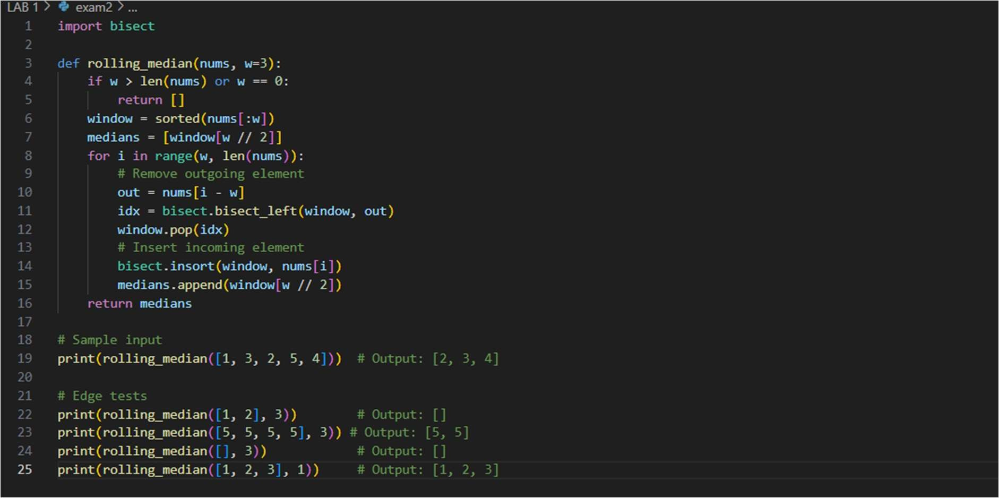 LAB 1 > exam2 > ...
1 import bisect
2
3 def rolling_median(nums, w=3):
4     if w > len(nums) or w == 0:
5         return []
6     window = sorted(nums[:w])
7     medians = [window[w // 2]]
8     for i in range(w, len(nums)):
9         # Remove outgoing element
10         out = nums[i - w]
11         idx = bisect.bisect_left(window, out)
12         window.pop(idx)
13         # Insert incoming element
14         bisect.insort(window, nums[i])
15         medians.append(window[w // 2])
16     return medians
17
18 # Sample input
19 print(rolling_median([1, 3, 2, 5, 4]))  # Output: [2, 3, 4]
20
21 # Edge tests
22 print(rolling_median([1, 2], 3))        # Output: []
23 print(rolling_median([5, 5, 5, 5], 3)) # Output: [5, 5]
24 print(rolling_median([], 3))            # Output: []
25 print(rolling_median([1, 2, 3], 1))     # Output: [1, 2, 3]